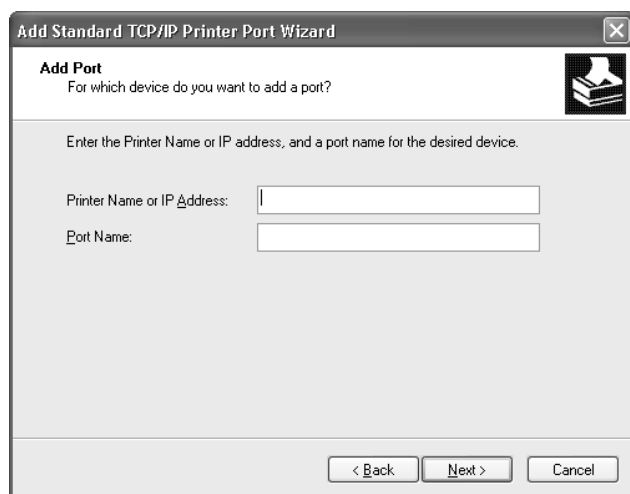 Add Standard TCP/IP Printer Port Wizard
Add Port
For which device do you want to add a port?
Enter the Printer Name or IP address, and a port name for the desired device.
Printer Name or IP Address:
Port Name:
< Back Next > Cancel